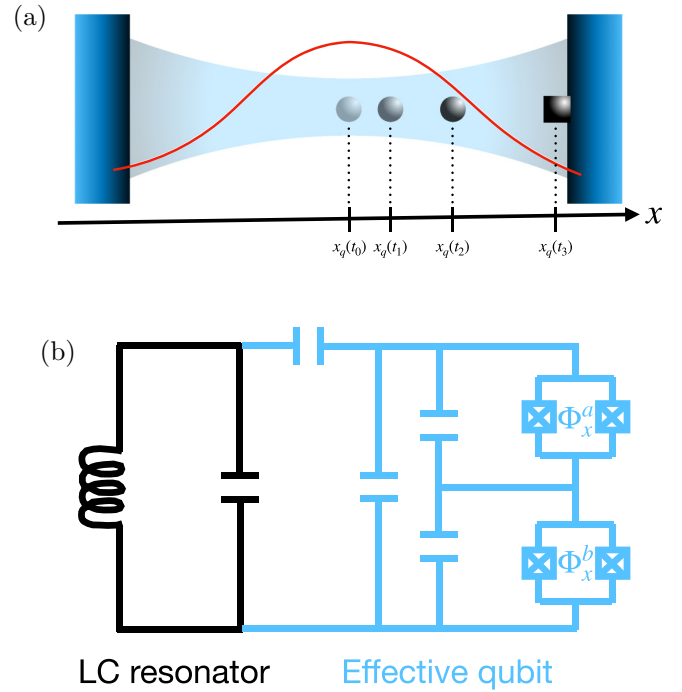 (a)
x
x_q(t_0) x_q(t_1) x_q(t_2) x_q(t_3)
(b)
Φ_x^a
Φ_x^b
LC resonator Effective qubit